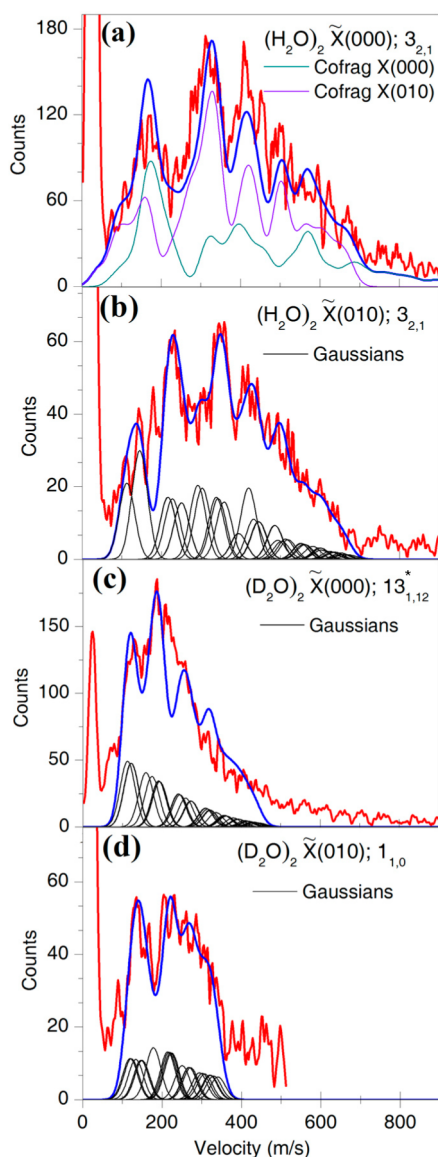 (a)
(H₂O)₂ X̃(000); 3₂,₁
Cofrag X(000)
Cofrag X(010)
180
120
60
0
Counts
(b)
(H₂O)₂ X̃(010); 3₂,₁
Gaussians
60
40
20
0
Counts
(c)
(D₂O)₂ X̃(000); 13*₁,₁₂
Gaussians
150
100
50
0
Counts
(d)
(D₂O)₂ X̃(010); 1₁,₀
Gaussians
60
40
20
0
Counts
0 200 400 600 800
Velocity (m/s)